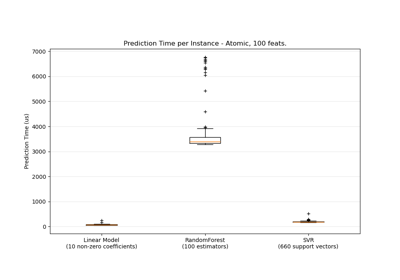 Prediction Time per Instance - Atomic, 100 feats.
7000
6000
5000
4000
3000
2000
1000
0
Prediction Time (us)
Linear Model
(10 non-zero coefficients)
RandomForest
(100 estimators)
SVR
(660 support vectors)